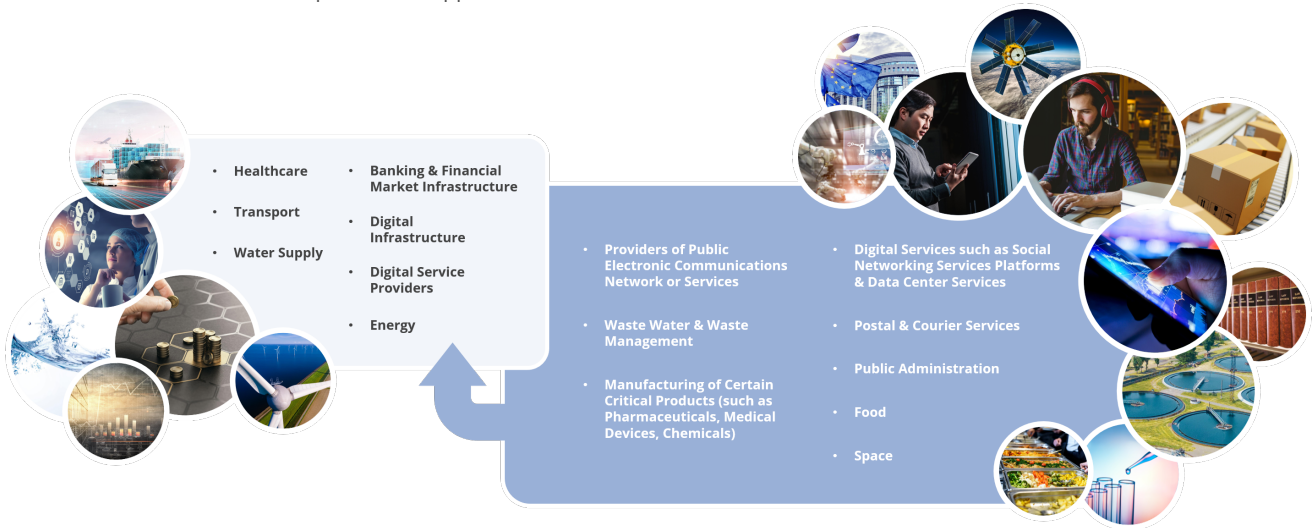 • Healthcare
• Transport
• Water Supply
• Banking & Financial
Market Infrastructure
• Digital
Infrastructure
• Digital Service
Providers
• Energy
• Providers of Public
Electronic Communications
Network or Services
• Waste Water & Waste
Management
• Manufacturing of Certain
Critical Products (such as
Pharmaceuticals, Medical
Devices, Chemicals)
• Digital Services such as Social
Networking Services Platforms
& Data Center Services
• Postal & Courier Services
• Public Administration
• Food
• Space